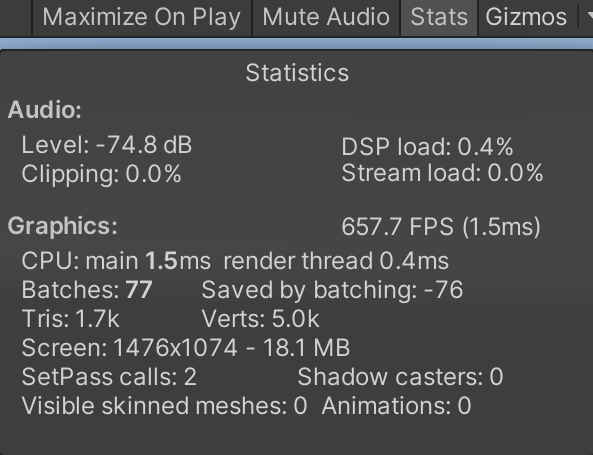 Maximize On Play Mute Audio Stats Gizmos
Statistics
Audio:
Level: -74.8 dB DSP load: 0.4%
Clipping: 0.0% Stream load: 0.0%
Graphics: 657.7 FPS (1.5ms)
CPU: main 1.5ms render thread 0.4ms
Batches: 77 Saved by batching: -76
Tris: 1.7k Verts: 5.0k
Screen: 1476x1074 - 18.1 MB
SetPass calls: 2 Shadow casters: 0
Visible skinned meshes: 0 Animations: 0